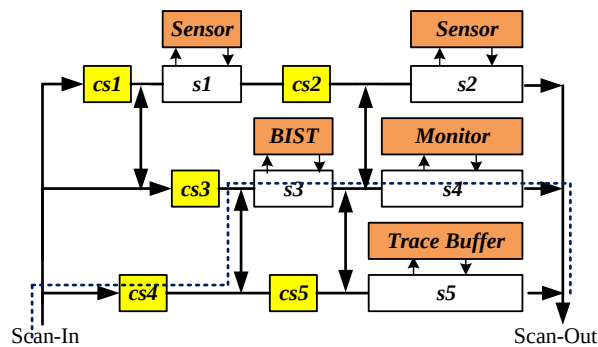 Sensor Sensor
cs1 s1 cs2 s2
BIST Monitor
cs3 s3 s4
Trace Buffer
cs4 cs5 s5
Scan-In Scan-Out